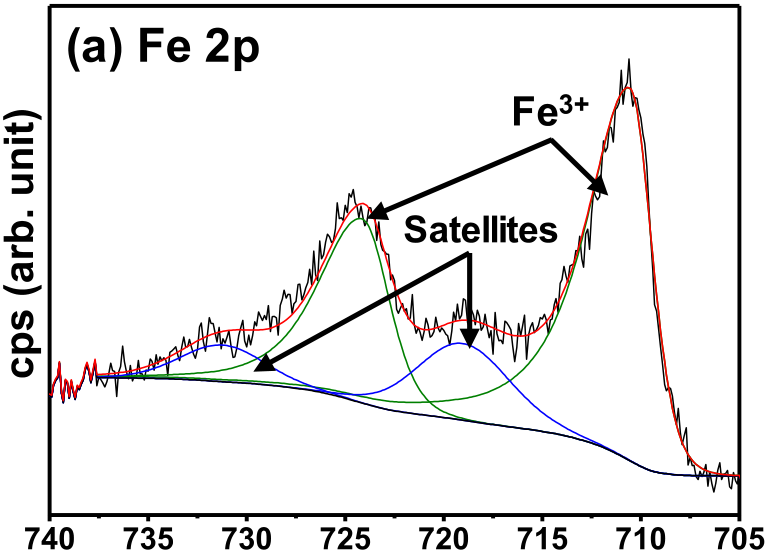 (a) Fe 2p
Fe³⁺
Satellites
cps (arb. unit)
740 735 730 725 720 715 710 705